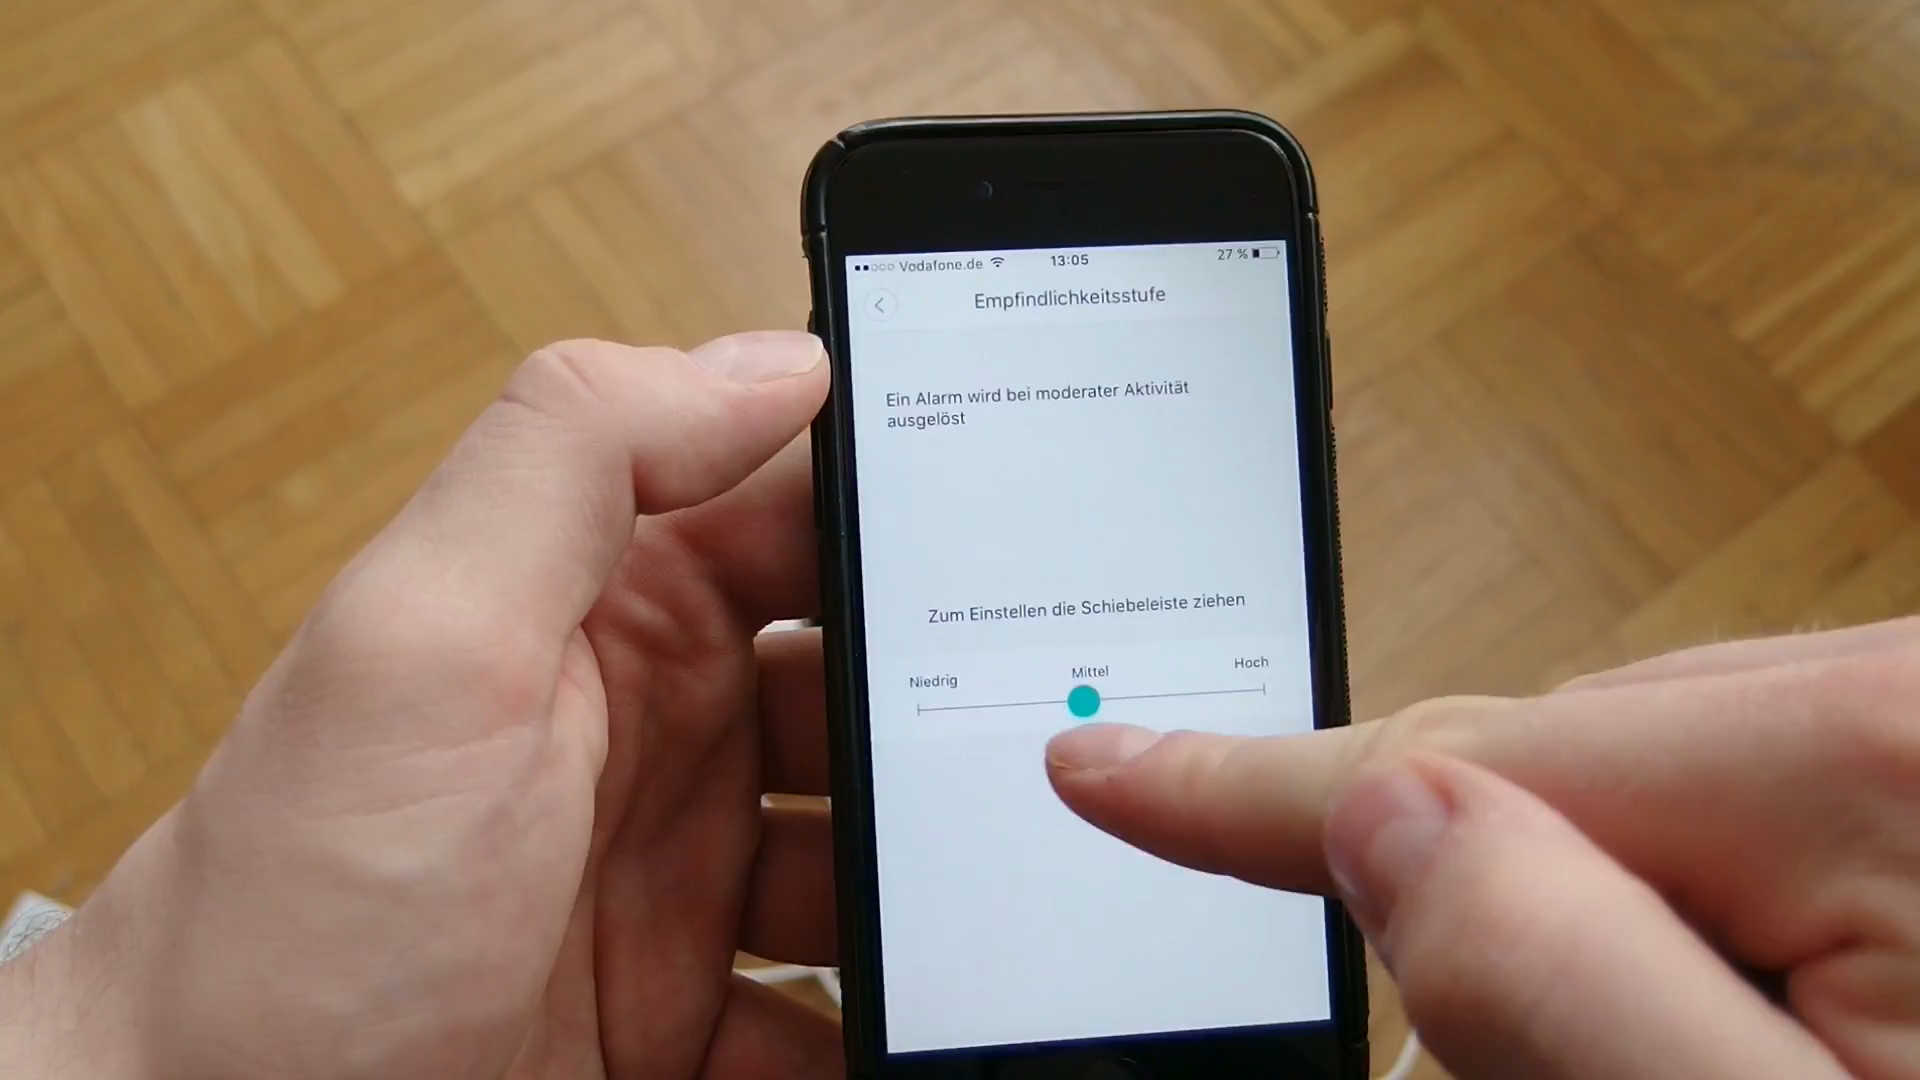 Vodafone.de 13:05 27 %
Empfindlichkeitsstufe
Ein Alarm wird bei moderater Aktivität
ausgelöst
Zum Einstellen die Schiebeleiste ziehen
Niedrig Mittel Hoch